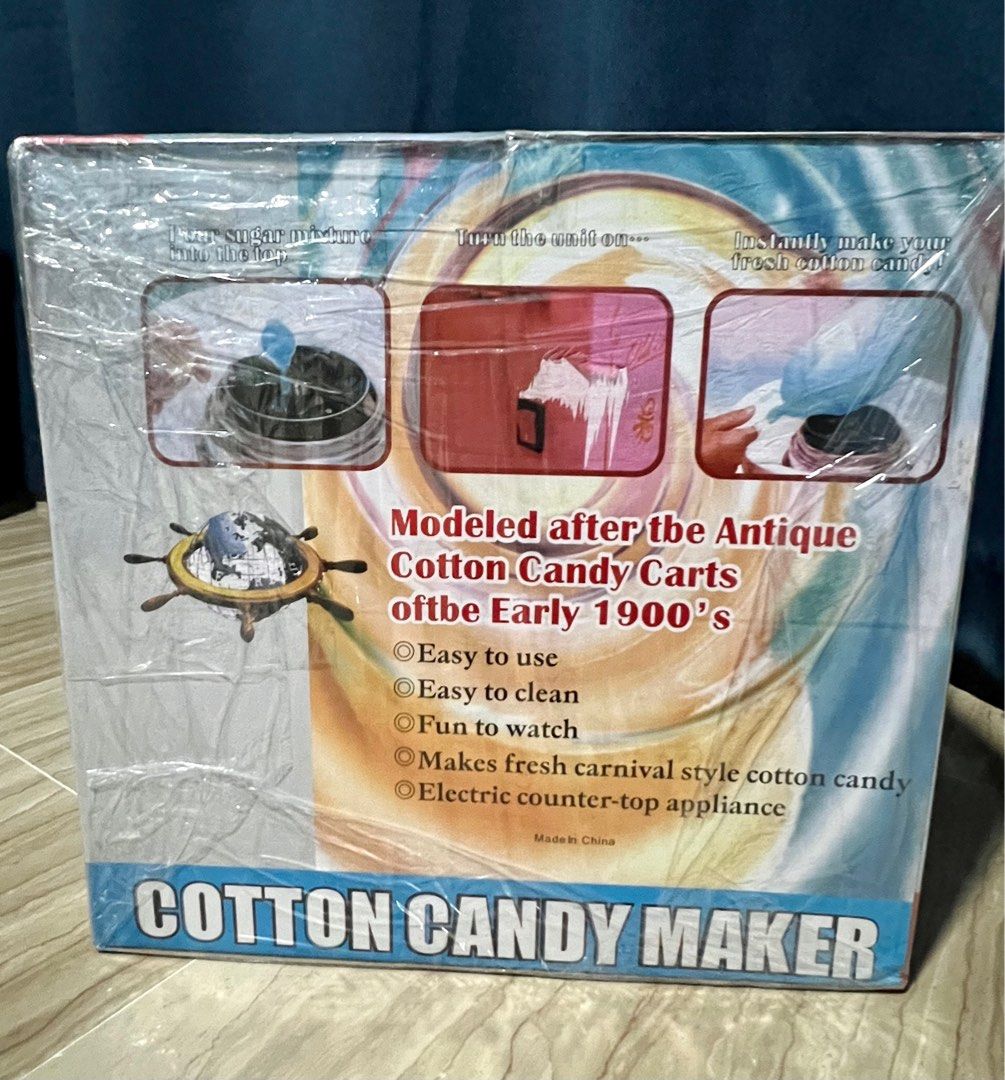 Pour sugar mixture
into the top
Turn the unit on...
Instantly make your
fresh cotton candy!
Modeled after tbe Antique
Cotton Candy Carts
oftbe Early 1900's
◎Easy to use
◎Easy to clean
◎Fun to watch
◎Makes fresh carnival style cotton candy
◎Electric counter-top appliance
Made In China
COTTON CANDY MAKER